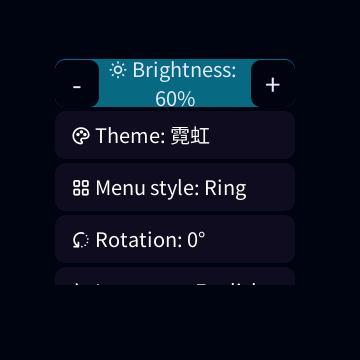 - Brightness: +
60%
Theme: 霓虹
Menu style: Ring
Rotation: 0°